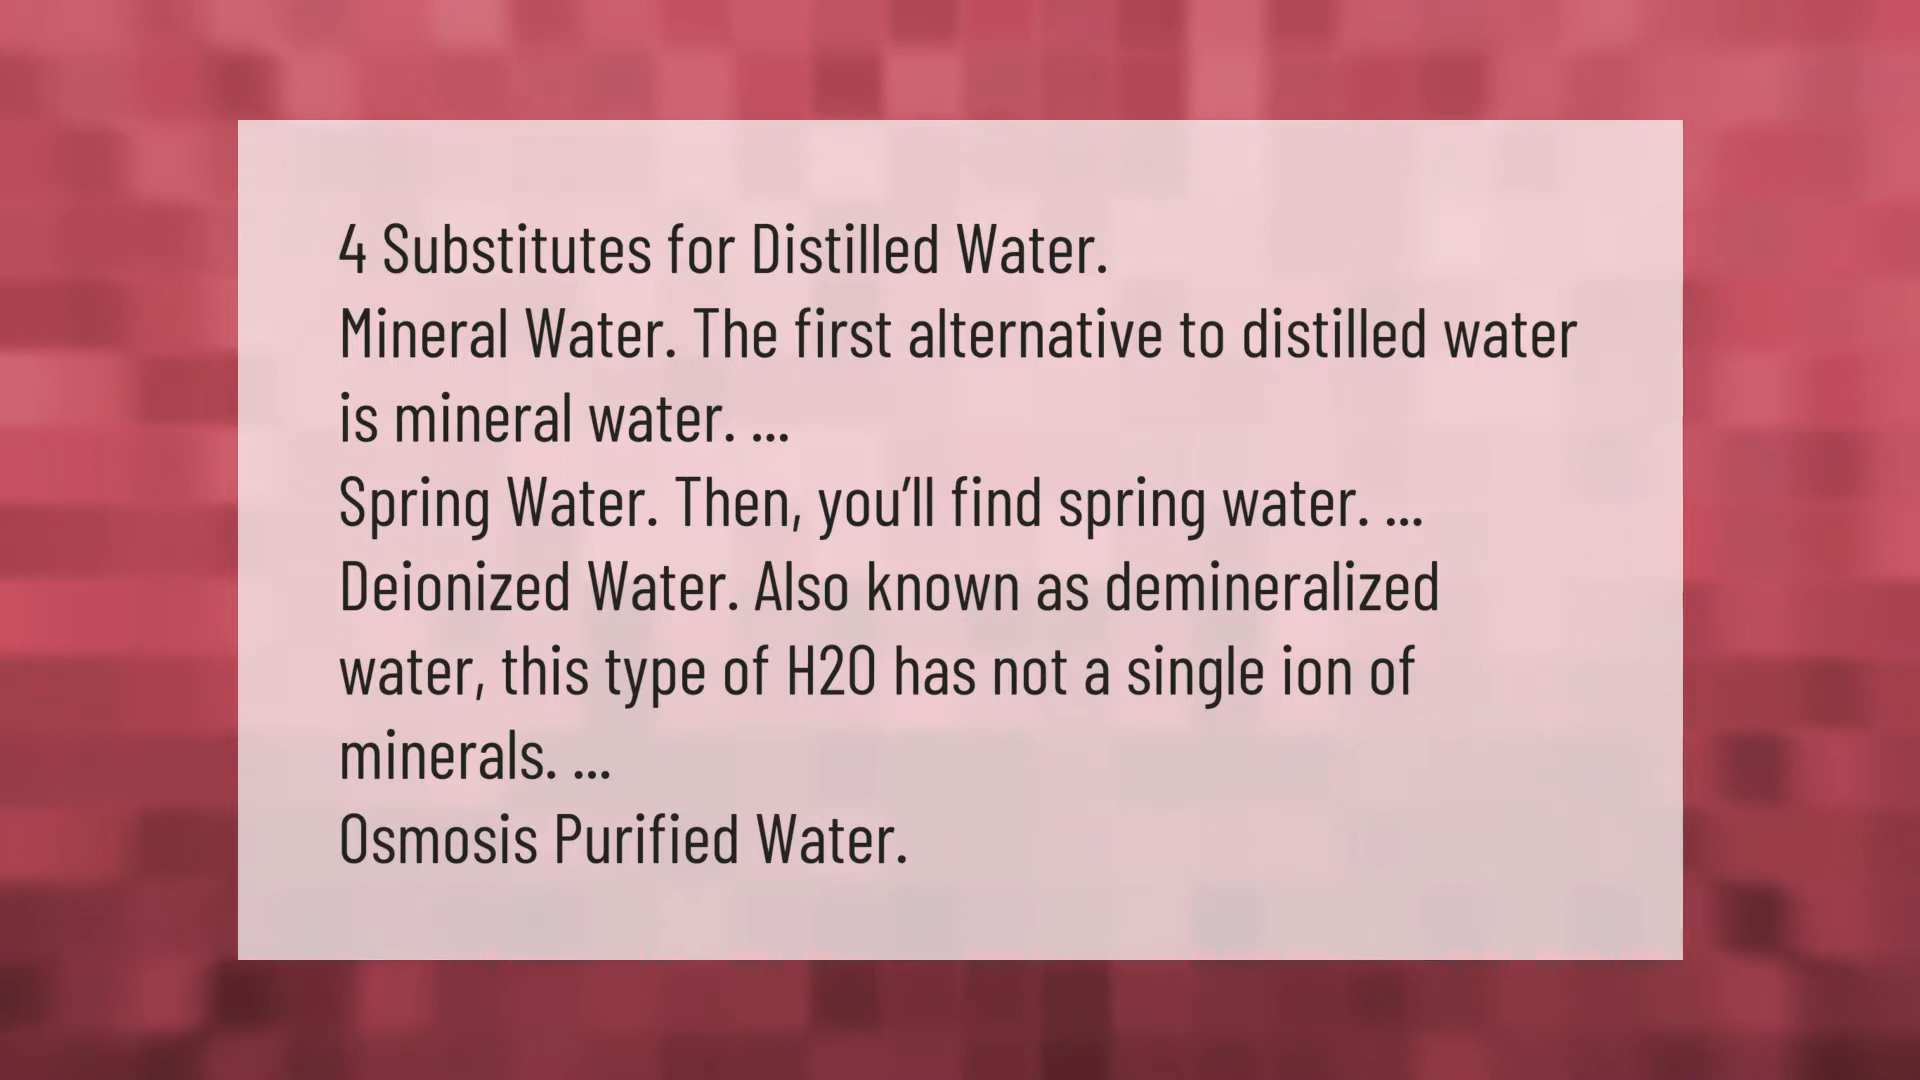 4 Substitutes for Distilled Water.
Mineral Water. The first alternative to distilled water
is mineral water. ...
Spring Water. Then, you’ll find spring water. ...
Deionized Water. Also known as demineralized
water, this type of H2O has not a single ion of
minerals. ...
Osmosis Purified Water.